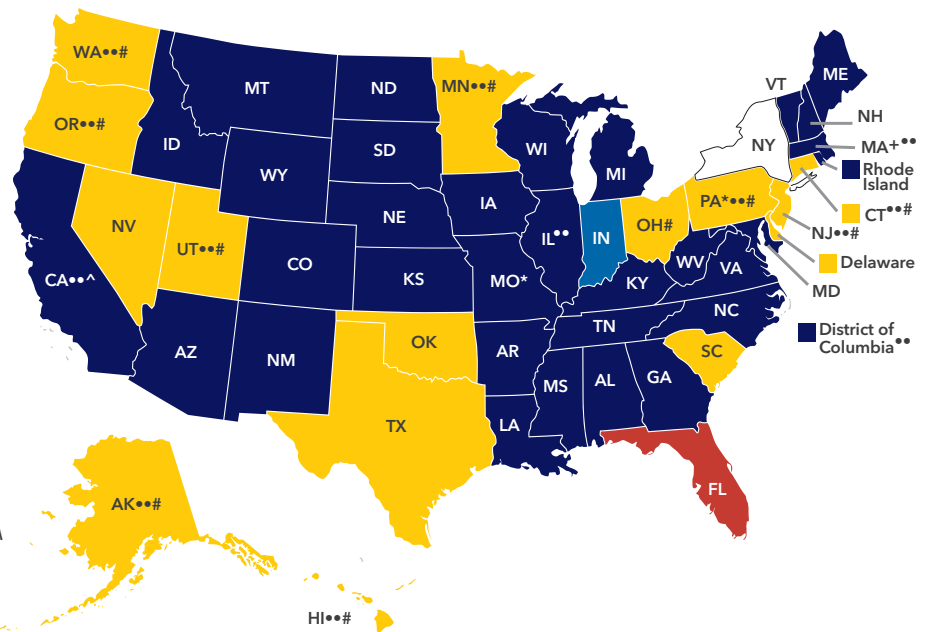 WA••#
MT
ND
MN••#
VT
ME
OR••#
ID
SD
WI
NH
NY
MA+••
WY
MI
Rhode
Island
NE
IA
PA*••#
CT••#
NV
UT••#
IL••
IN
OH#
NJ••#
CA••^
CO
KS
MO*
KY
WV
VA
Delaware
MD
NC
TN
District of
Columbia••
AZ
NM
OK
AR
SC
MS
AL
GA
TX
LA
FL
AK••#
HI••#